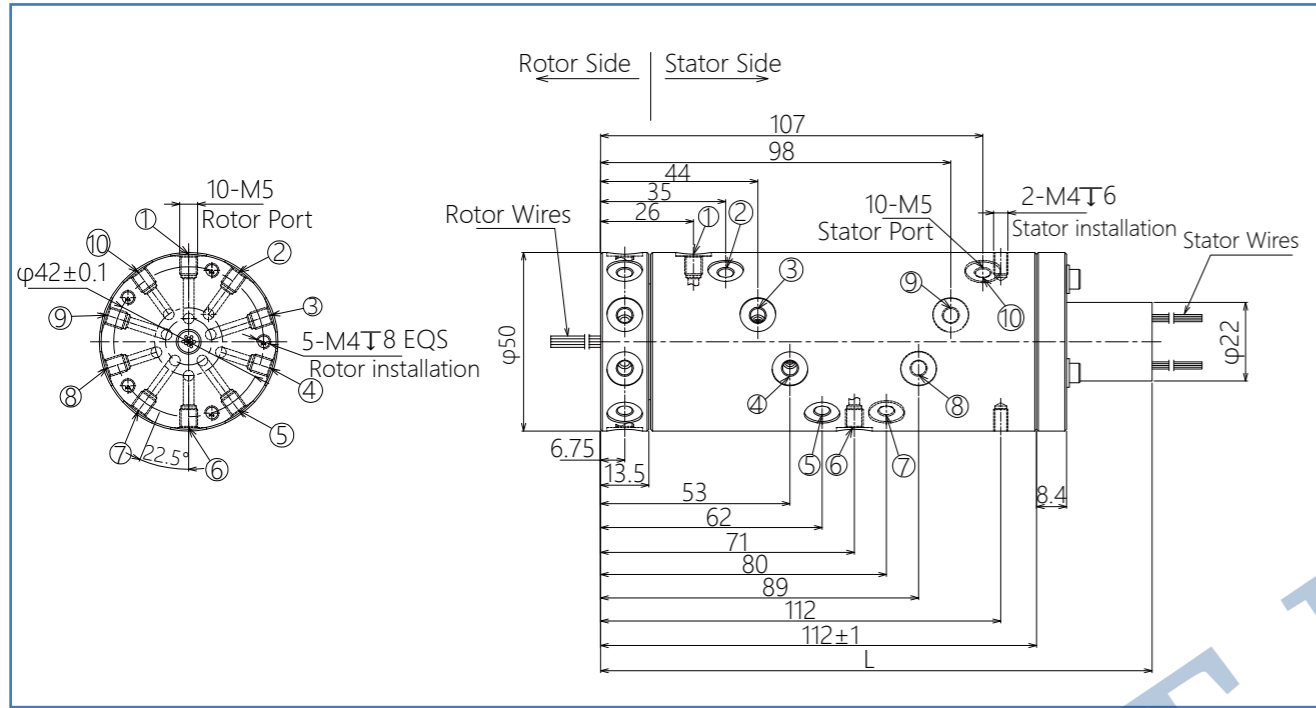 Rotor Side
Stator Side
107
98
44
35
26
10-M5
Rotor Port
φ42±0.1
5-M4↧8 EQS
Rotor installation
22.5°
①
②
③
④
⑤
⑥
⑦
⑧
⑨
⑩
Rotor Wires
φ50
10-M5
Stator Port
2-M4↧6
Stator installation
Stator Wires
φ22
①
②
③
④
⑤
⑥
⑦
⑧
⑨
⑩
6.75
13.5
8.4
53
62
71
80
89
112
112±1
L